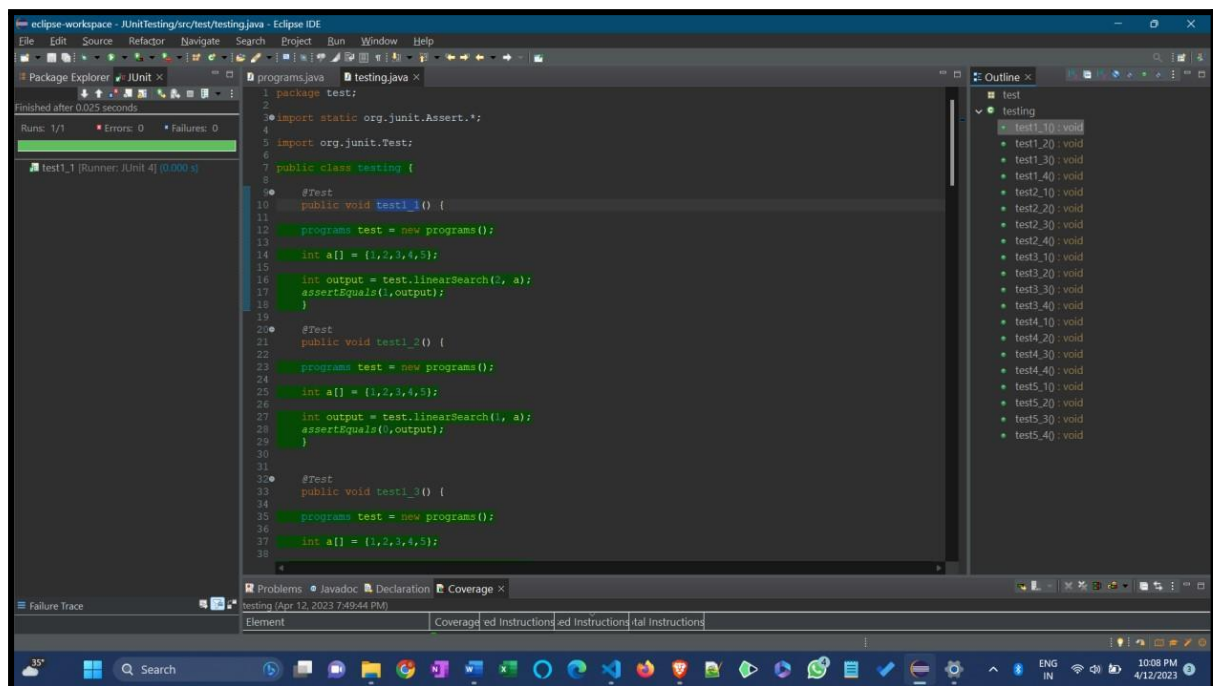 eclipse-workspace - JUnitTesting/src/test/testing.java - Eclipse IDE
File Edit Source Refactor Navigate Search Project Run Window Help
Package Explorer JUnit
Finished after 0.025 seconds
Runs: 1/1 Errors: 0 Failures: 0
test1_1 [Runner: JUnit 4] (0.000 s)
Failure Trace
programs.java testing.java
1 package test;
2
3 import static org.junit.Assert.*;
4
5 import org.junit.Test;
6
7 public class testing {
8
9 @Test
10 public void test1_1() {
11
12 programs test = new programs();
13
14 int a[] = {1,2,3,4,5};
15
16 int output = test.linearSearch(2, a);
17 assertEquals(1,output);
18 }
19
20 @Test
21 public void test1_2() {
22
23 programs test = new programs();
24
25 int a[] = {1,2,3,4,5};
26
27 int output = test.linearSearch(1, a);
28 assertEquals(0,output);
29 }
30
31
32 @Test
33 public void test1_3() {
34
35 programs test = new programs();
36
37 int a[] = {1,2,3,4,5};
38
Outline
test
testing
test1_1() : void
test1_2() : void
test1_3() : void
test1_4() : void
test2_1() : void
test2_2() : void
test2_3() : void
test2_4() : void
test3_1() : void
test3_2() : void
test3_3() : void
test3_4() : void
test4_1() : void
test4_2() : void
test4_3() : void
test4_4() : void
test5_1() : void
test5_2() : void
test5_3() : void
test5_4() : void
Problems Javadoc Declaration Coverage
testing (Apr 12, 2023 7:49:44 PM)
Element Coverage ed Instructions ed Instructions tal Instructions
35°
Search
ENG
IN
10:08 PM
4/12/2023
3